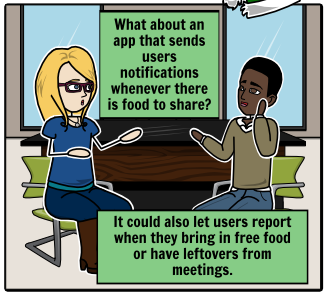 What about an
app that sends
users
notifications
whenever there
is food to share?
It could also let users report
when they bring in free food
or have leftovers from
meetings.